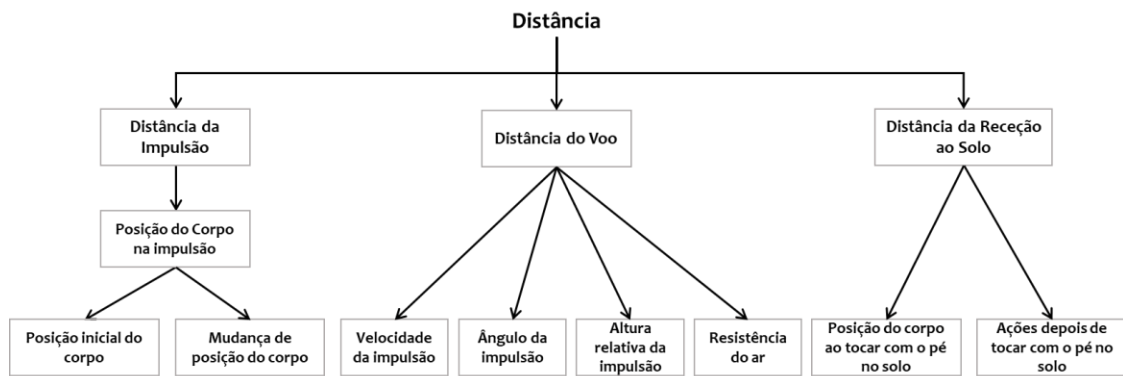 Distância
Distância da
Impulsão
Distância do Voo
Distância da Receção
ao Solo
Posição do Corpo
na impulsão
Posição inicial do
corpo
Mudança de
posição do corpo
Velocidade
da impulsão
Ângulo da
impulsão
Altura
relativa da
impulsão
Resistência
do ar
Posição do corpo
ao tocar com o pé
no solo
Ações depois de
tocar com o pé no
solo